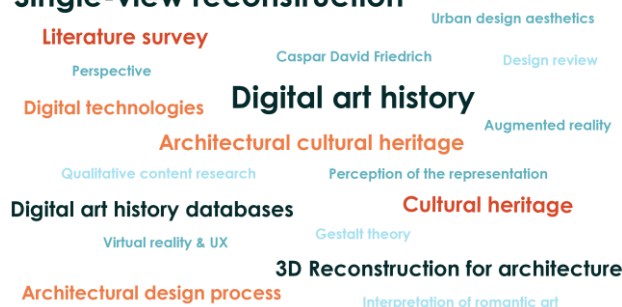 Single-view reconstruction
Urban design aesthetics
Literature survey
Caspar David Friedrich
Design review
Perspective
Digital art history
Digital technologies
Augmented reality
Architectural cultural heritage
Qualitative content research
Perception of the representation
Cultural heritage
Digital art history databases
Gestalt theory
Virtual reality & UX
3D Reconstruction for architecture
Architectural design process
Interpretation of romantic art